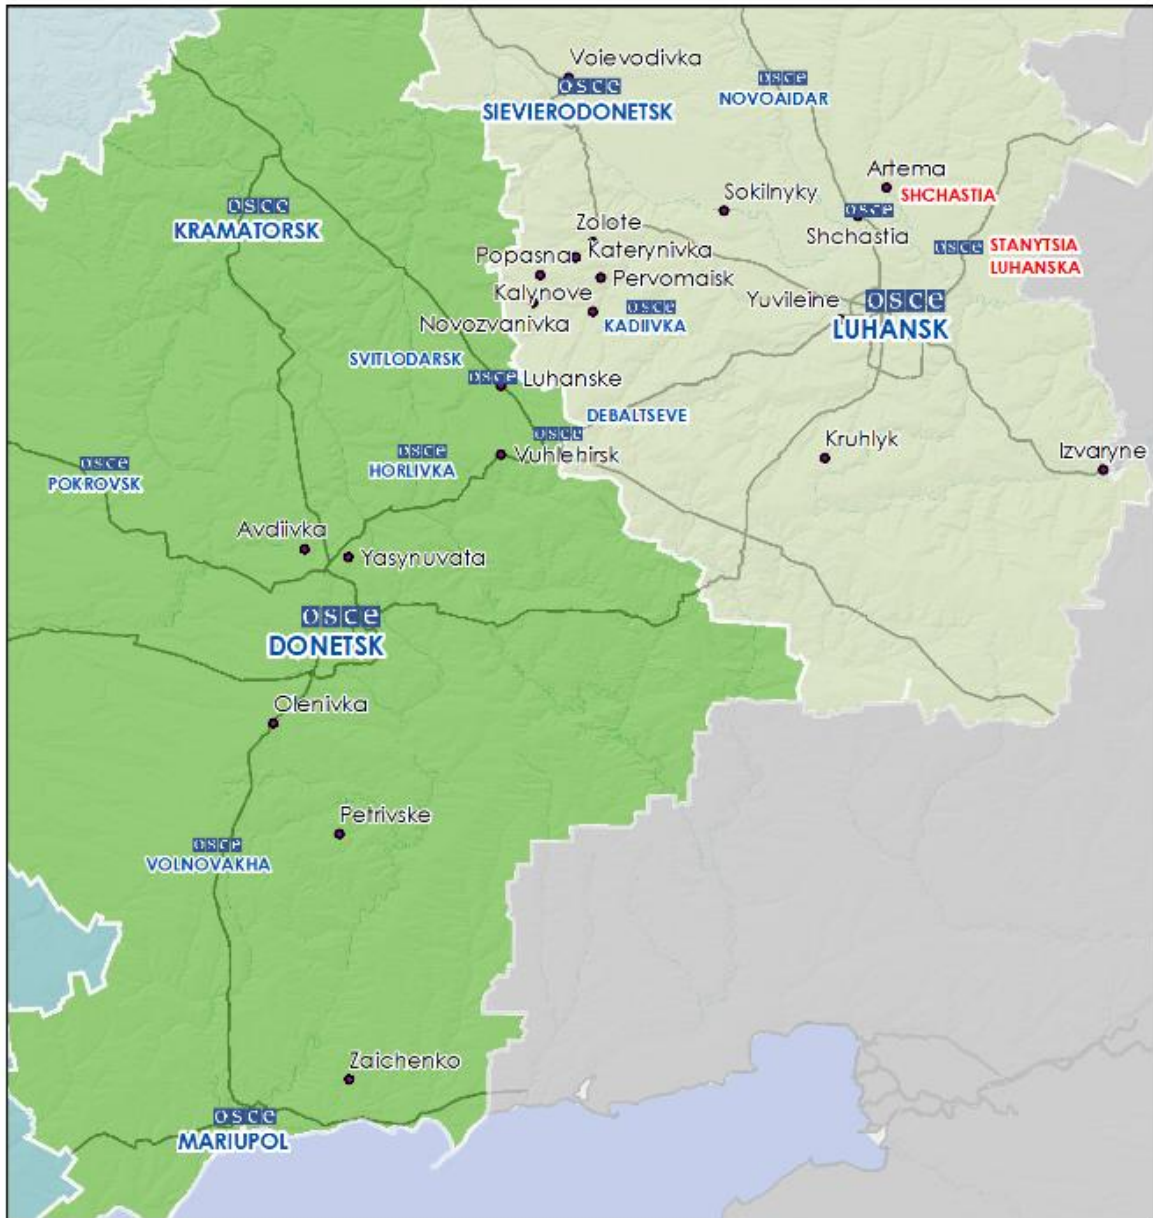 Voievodivka
osce
SIEVIERODONETSK
osce
NOVOAIDAR
Artema
SHCHASTIA
osce
Shchastia
Sokilnyky
osce
KRAMATORSK
Zolote
Katerynivka
Popasna
Pervomaisk
Kalynove
Novozvanivka
osce
KADIIVKA
osce
STANYTSIA
LUHANSKA
Yuvileine
osce
LUHANSK
SVITLODARSK
osce
Luhanske
DEBALTSEVE
osce
Vuhlehirsk
osce
HORLIVKA
osce
POKROVSK
Kruhlyk
Izvaryne
Avdiivka
Yasynuvata
osce
DONETSK
Olenivka
Petrivske
osce
VOLNOVAKHA
Zaichenko
osce
MARIUPOL